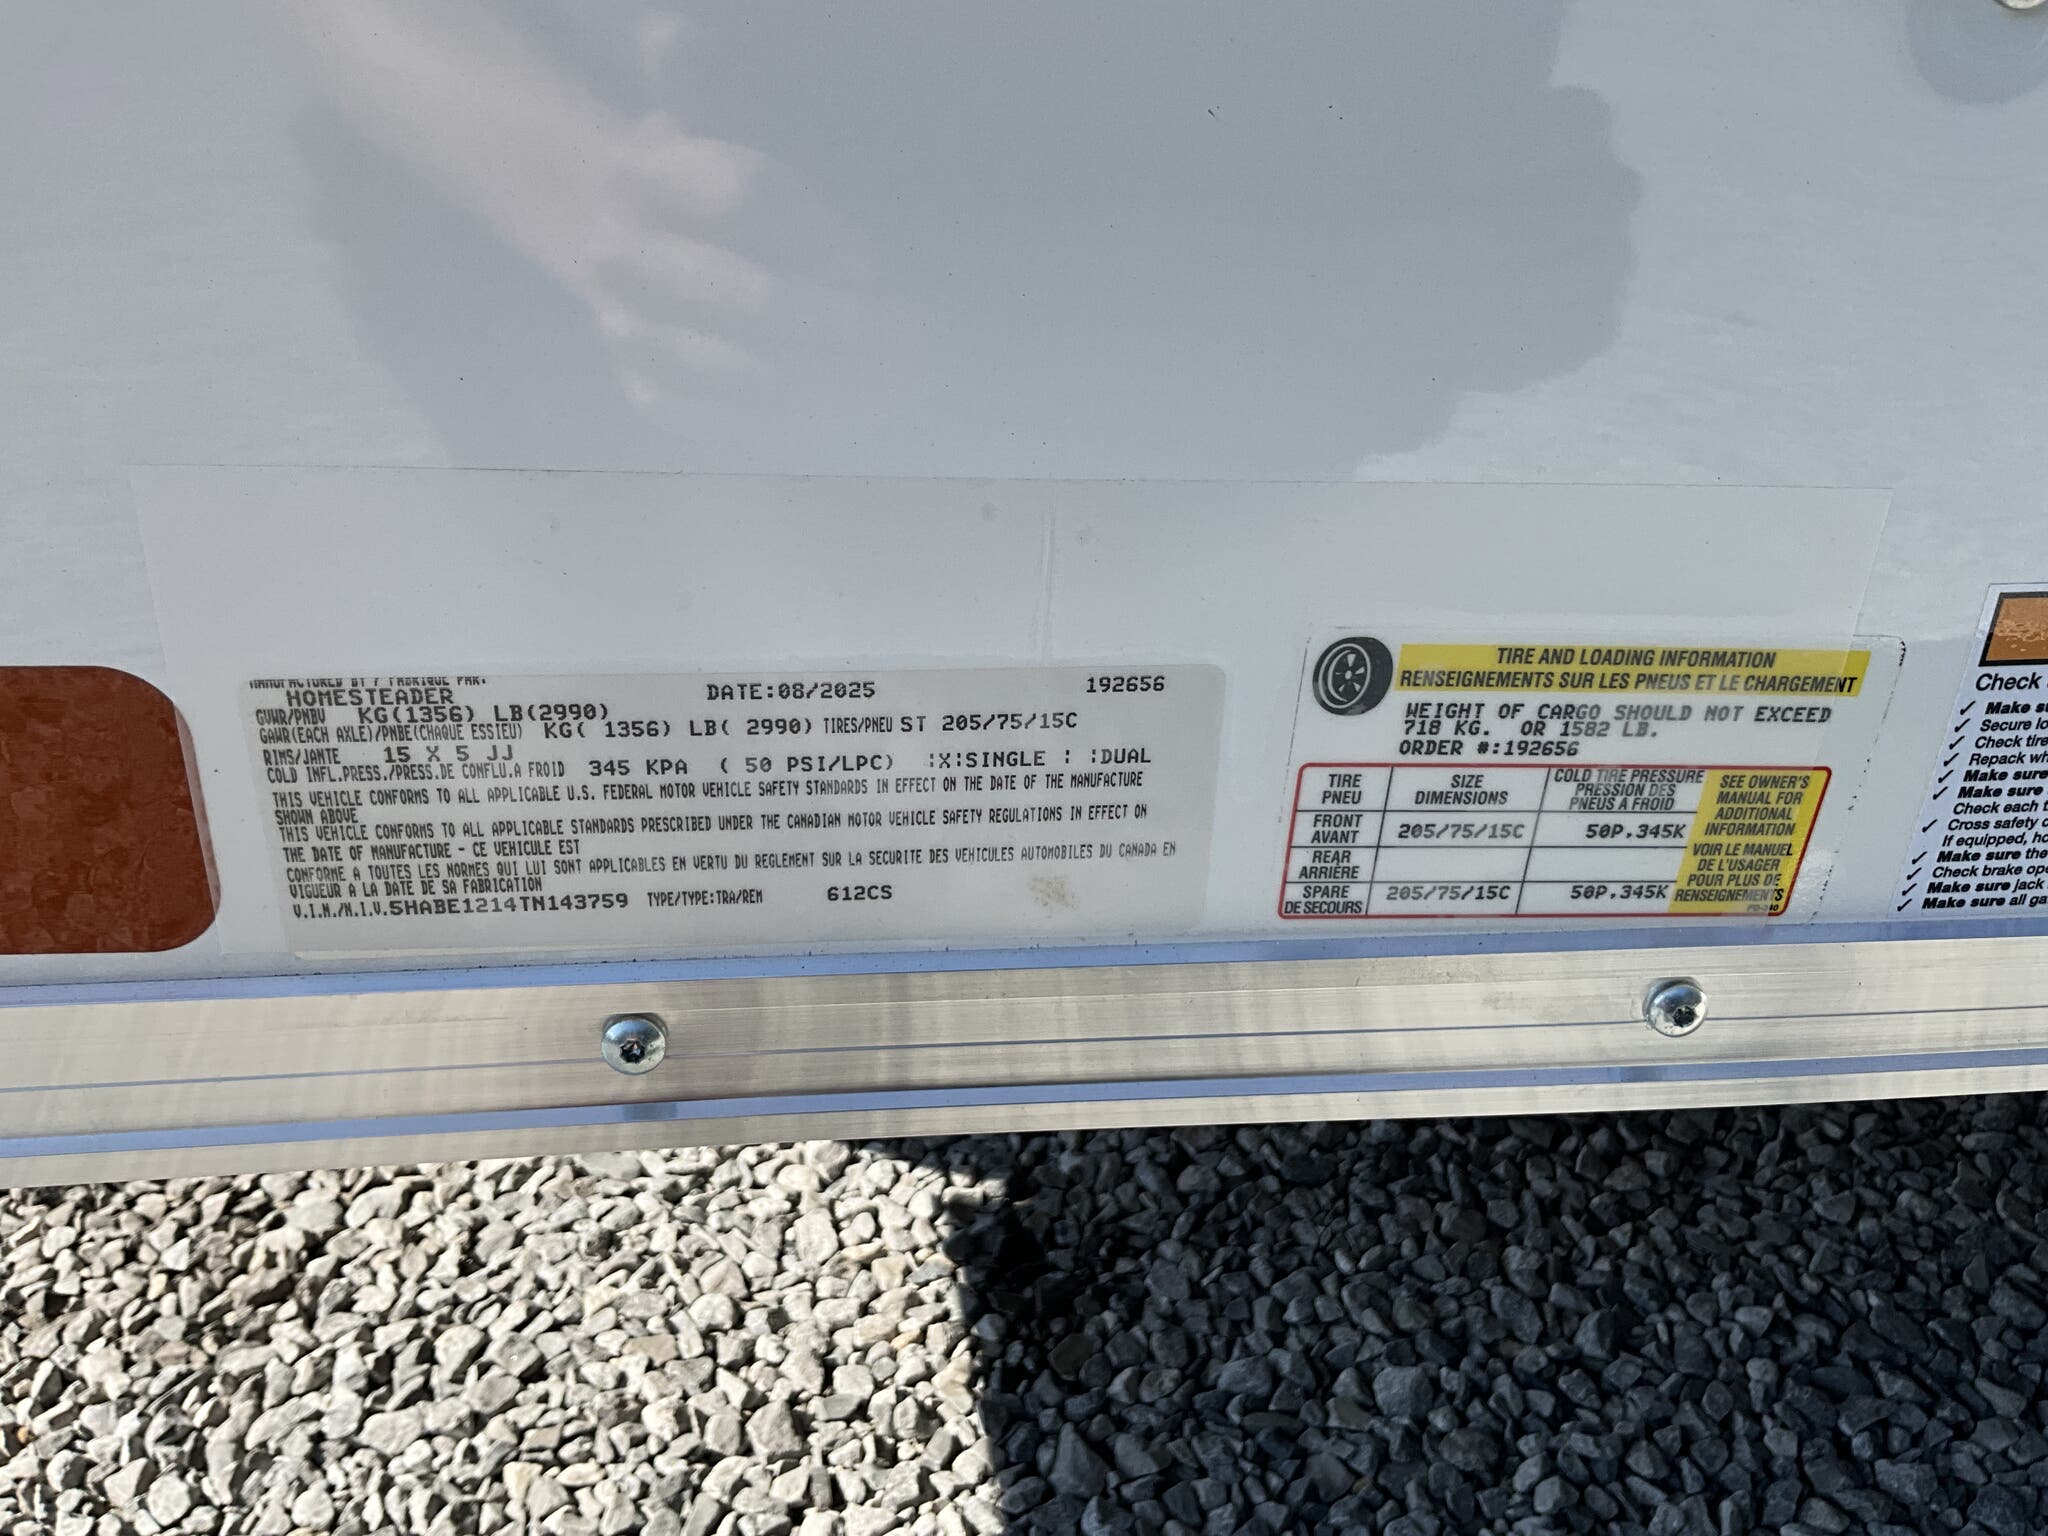 MANUFACTURED BY / FABRIQUE PAR:
HOMESTEADER DATE:08/2025 192656
GVWR/PNBV KG(1356) LB(2990)
GAWR(EACH AXLE)/PNBE(CHAQUE ESSIEU) KG( 1356) LB( 2990) TIRES/PNEU ST 205/75/15C
RIMS/JANTE 15 X 5 JJ
COLD INFL.PRESS./PRESS.DE CONFLU.A FROID 345 KPA ( 50 PSI/LPC) :X:SINGLE : :DUAL
THIS VEHICLE CONFORMS TO ALL APPLICABLE U.S. FEDERAL MOTOR VEHICLE SAFETY STANDARDS IN EFFECT ON THE DATE OF THE MANUFACTURE
SHOWN ABOVE
THIS VEHICLE CONFORMS TO ALL APPLICABLE STANDARDS PRESCRIBED UNDER THE CANADIAN MOTOR VEHICLE SAFETY REGULATIONS IN EFFECT ON
THE DATE OF MANUFACTURE - CE VEHICULE EST
CONFORME A TOUTES LES NORMES QUI LUI SONT APPLICABLES EN VERTU DU REGLEMENT SUR LA SECURITE DES VEHICULES AUTOMOBILES DU CANADA EN
VIGUEUR A LA DATE DE SA FABRICATION
V.I.N./N.I.V.5HABE1214TN143759 TYPE/TYPE:TRA/REM 612CS
TIRE AND LOADING INFORMATION
RENSEIGNEMENTS SUR LES PNEUS ET LE CHARGEMENT
WEIGHT OF CARGO SHOULD NOT EXCEED
718 KG. OR 1582 LB.
ORDER #:192656
TIRE
PNEU
SIZE
DIMENSIONS
COLD TIRE PRESSURE
PRESSION DES
PNEUS A FROID
FRONT
AVANT
205/75/15C
50P.345K
REAR
ARRIÈRE
SPARE
DE SECOURS
205/75/15C
50P.345K
SEE OWNER'S
MANUAL FOR
ADDITIONAL
INFORMATION
VOIR LE MANUEL
DE L'USAGER
POUR PLUS DE
RENSEIGNEMENTS
Check
✓ Make su
✓ Secure lo
✓ Check tire
✓ Repack wh
✓ Make sure
✓ Make sure
Check each t
✓ Cross safety c
If equipped, ho
✓ Make sure the
✓ Check brake ope
✓ Make sure jack
✓ Make sure all ga